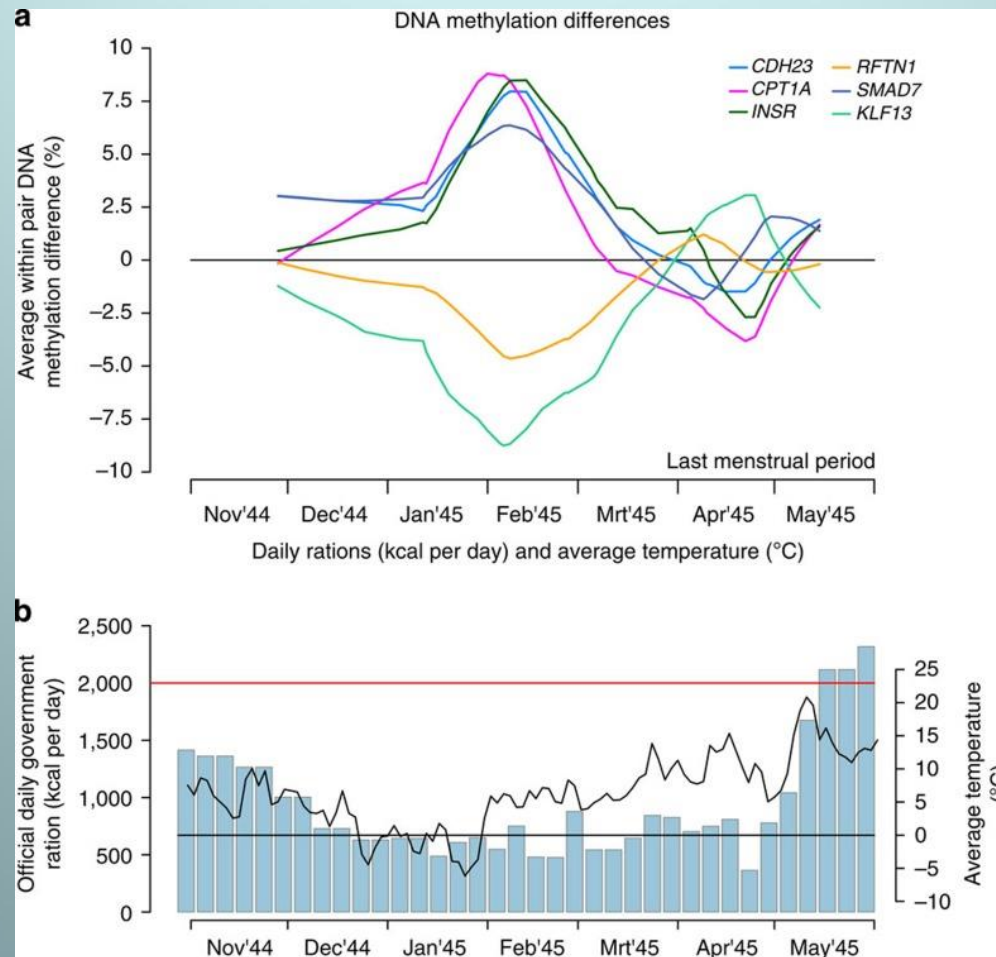 a
DNA methylation differences
Average within pair DNA
methylation difference (%)
10
7.5
5.0
2.5
0
−2.5
−5.0
−7.5
−10
CDH23
CPT1A
INSR
RFTN1
SMAD7
KLF13
Last menstrual period
Nov'44 Dec'44 Jan'45 Feb'45 Mrt'45 Apr'45 May'45
Daily rations (kcal per day) and average temperature (°C)
b
Official daily government
ration (kcal per day)
2,500
2,000
1,500
1,000
500
0
25
20
15
10
5
0
−5
−10
Average temperature
(°C)
Nov'44 Dec'44 Jan'45 Feb'45 Mrt'45 Apr'45 May'45